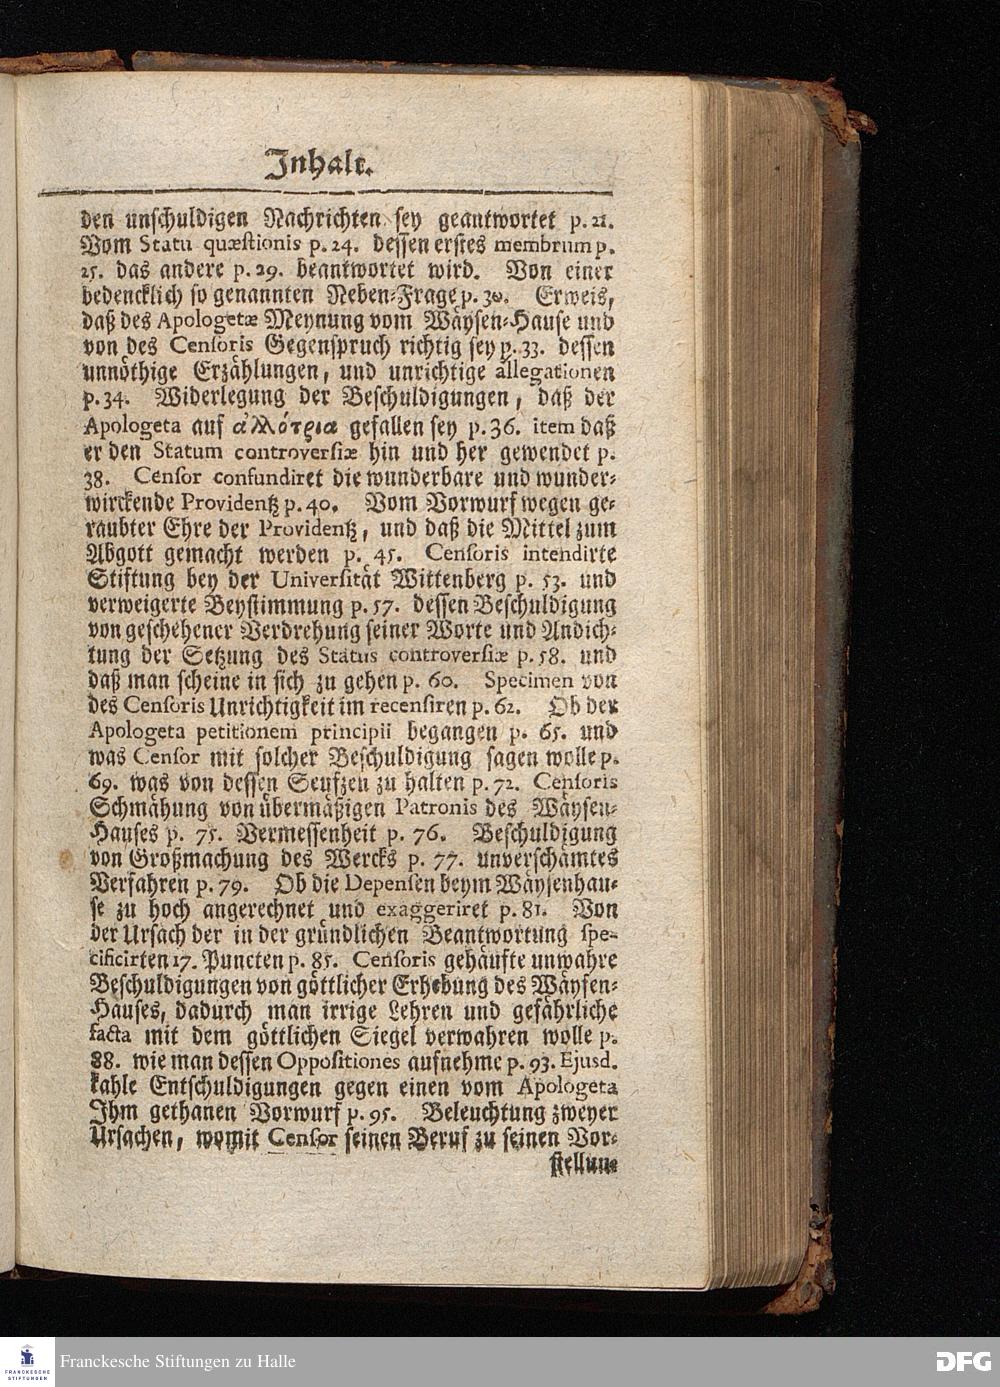 Inhalt.
den unschuldigen Nachrichten sey geantwortet p. 21.
Vom Statu quæstionis p. 24. dessen erstes membrum p.
25. das andere p. 29. beantwortet wird. Von einer
bedencklich so genannten Neben-Frage p. 30. Erweis,
daß des Apologetæ Meynung vom Wäysen-Hause und
von des Censoris Gegenspruch richtig sey p. 33. dessen
unnöthige Erzählungen, und unrichtige allegationen
p. 34. Widerlegung der Beschuldigungen, daß der
Apologeta auf ἀλλότρια gefallen sey p. 36. item daß
er den Statum controversiæ hin und her gewendet p.
38. Censor confundiret die wunderbare und wunder-
wirckende Providentz p. 40. Vom Vorwurf wegen ge-
raubter Ehre der Providentz, und daß die Mittel zum
Abgott gemacht werden p. 45. Censoris intendirte
Stiftung bey der Universität Wittenberg p. 53. und
verweigerte Beystimmung p. 57. dessen Beschuldigung
von geschehener Verdrehung seiner Worte und Andich-
tung der Setzung des Status controversiæ p. 58. und
daß man scheine in sich zu gehen p. 60. Specimen von
des Censoris Unrichtigkeit im recensiren p. 62. Ob der
Apologeta petitionem principii begangen p. 65. und
was Censor mit solcher Beschuldigung sagen wolle p.
69. was von dessen Seufzen zu halten p. 72. Censoris
Schmähung von übermäßigen Patronis des Wäysen-
Hauses p. 75. Vermessenheit p. 76. Beschuldigung
von Großmachung des Wercks p. 77. unverschämtes
Verfahren p. 79. Ob die Depensen beym Wäysenhau-
se zu hoch angerechnet und exaggeriret p. 81. Von
der Ursach der in der gründlichen Beantwortung spe-
cificirten 17. Puncten p. 85. Censoris gehäufte unwahre
Beschuldigungen von göttlicher Erhebung des Wäysen-
Hauses, dadurch man irrige Lehren und gefährliche
facta mit dem göttlichen Siegel verwahren wolle p.
88. wie man dessen Oppositiones aufnehme p. 93. Ejusd.
kahle Entschuldigungen gegen einen vom Apologeta
Ihm gethanen Vorwurf p. 95. Beleuchtung zweyer
Ursachen, womit Censor seinen Beruf zu seinen Vor-
stellun-
FRANCKESCHE STIFTUNGEN
Franckesche Stiftungen zu Halle
DFG